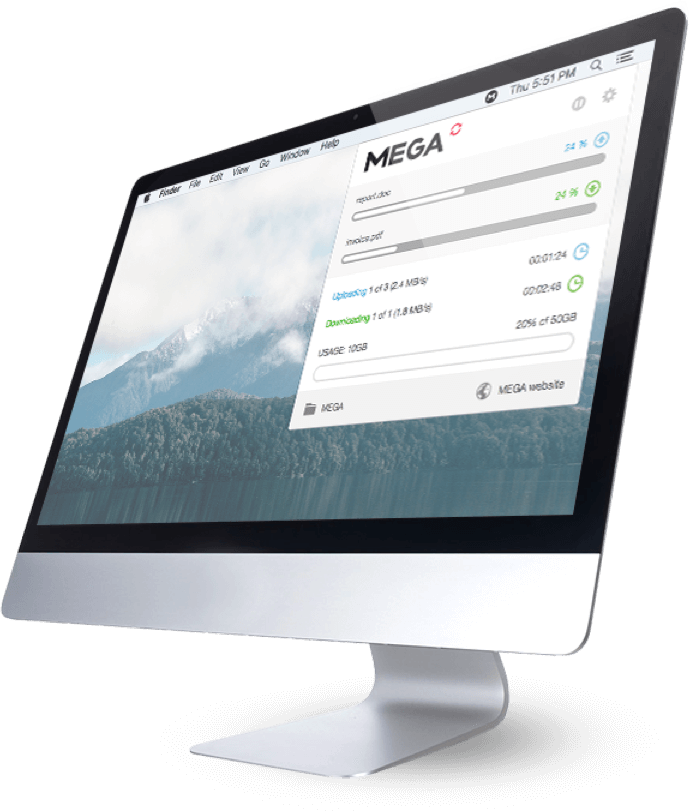 Finder File Edit View Go Window Help Thu 5:51 PM
MEGA
report.doc
24 %
invoice.pdf
24 %
Uploading 1 of 3 (2.4 MB/s) 00:01:24
Downloading 1 of 1 (1.8 MB/s) 00:02:48
USAGE: 10GB 20% of 50GB
MEGA MEGA website